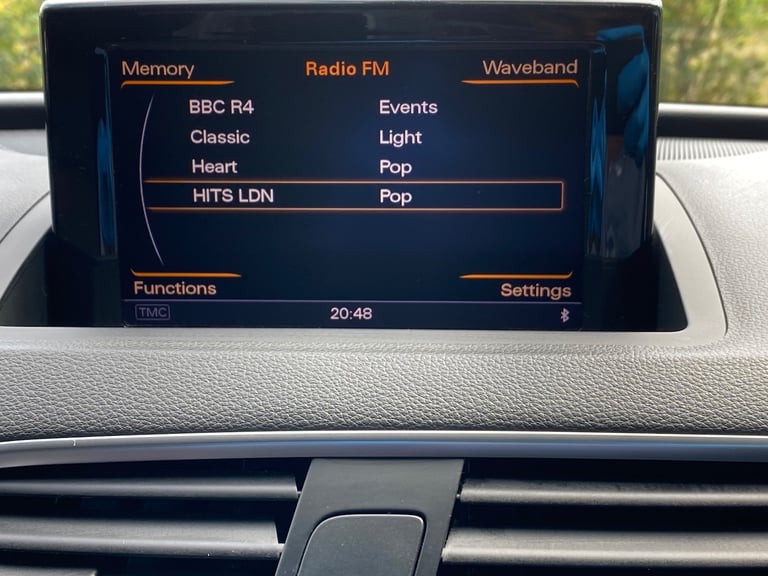 Memory Radio FM Waveband
BBC R4 Events
Classic Light
Heart Pop
HITS LDN Pop
Functions Settings
TMC 20:48